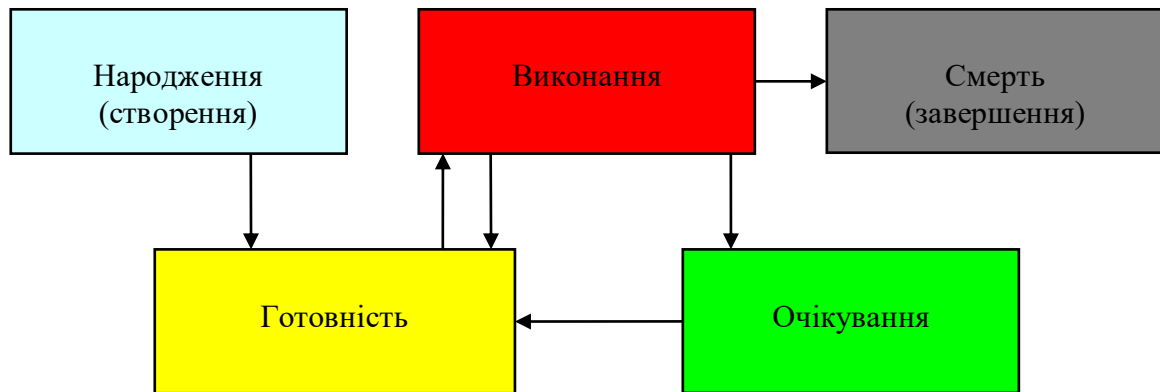 Народження
(створення)
Виконання
Смерть
(завершення)
Готовність
Очікування